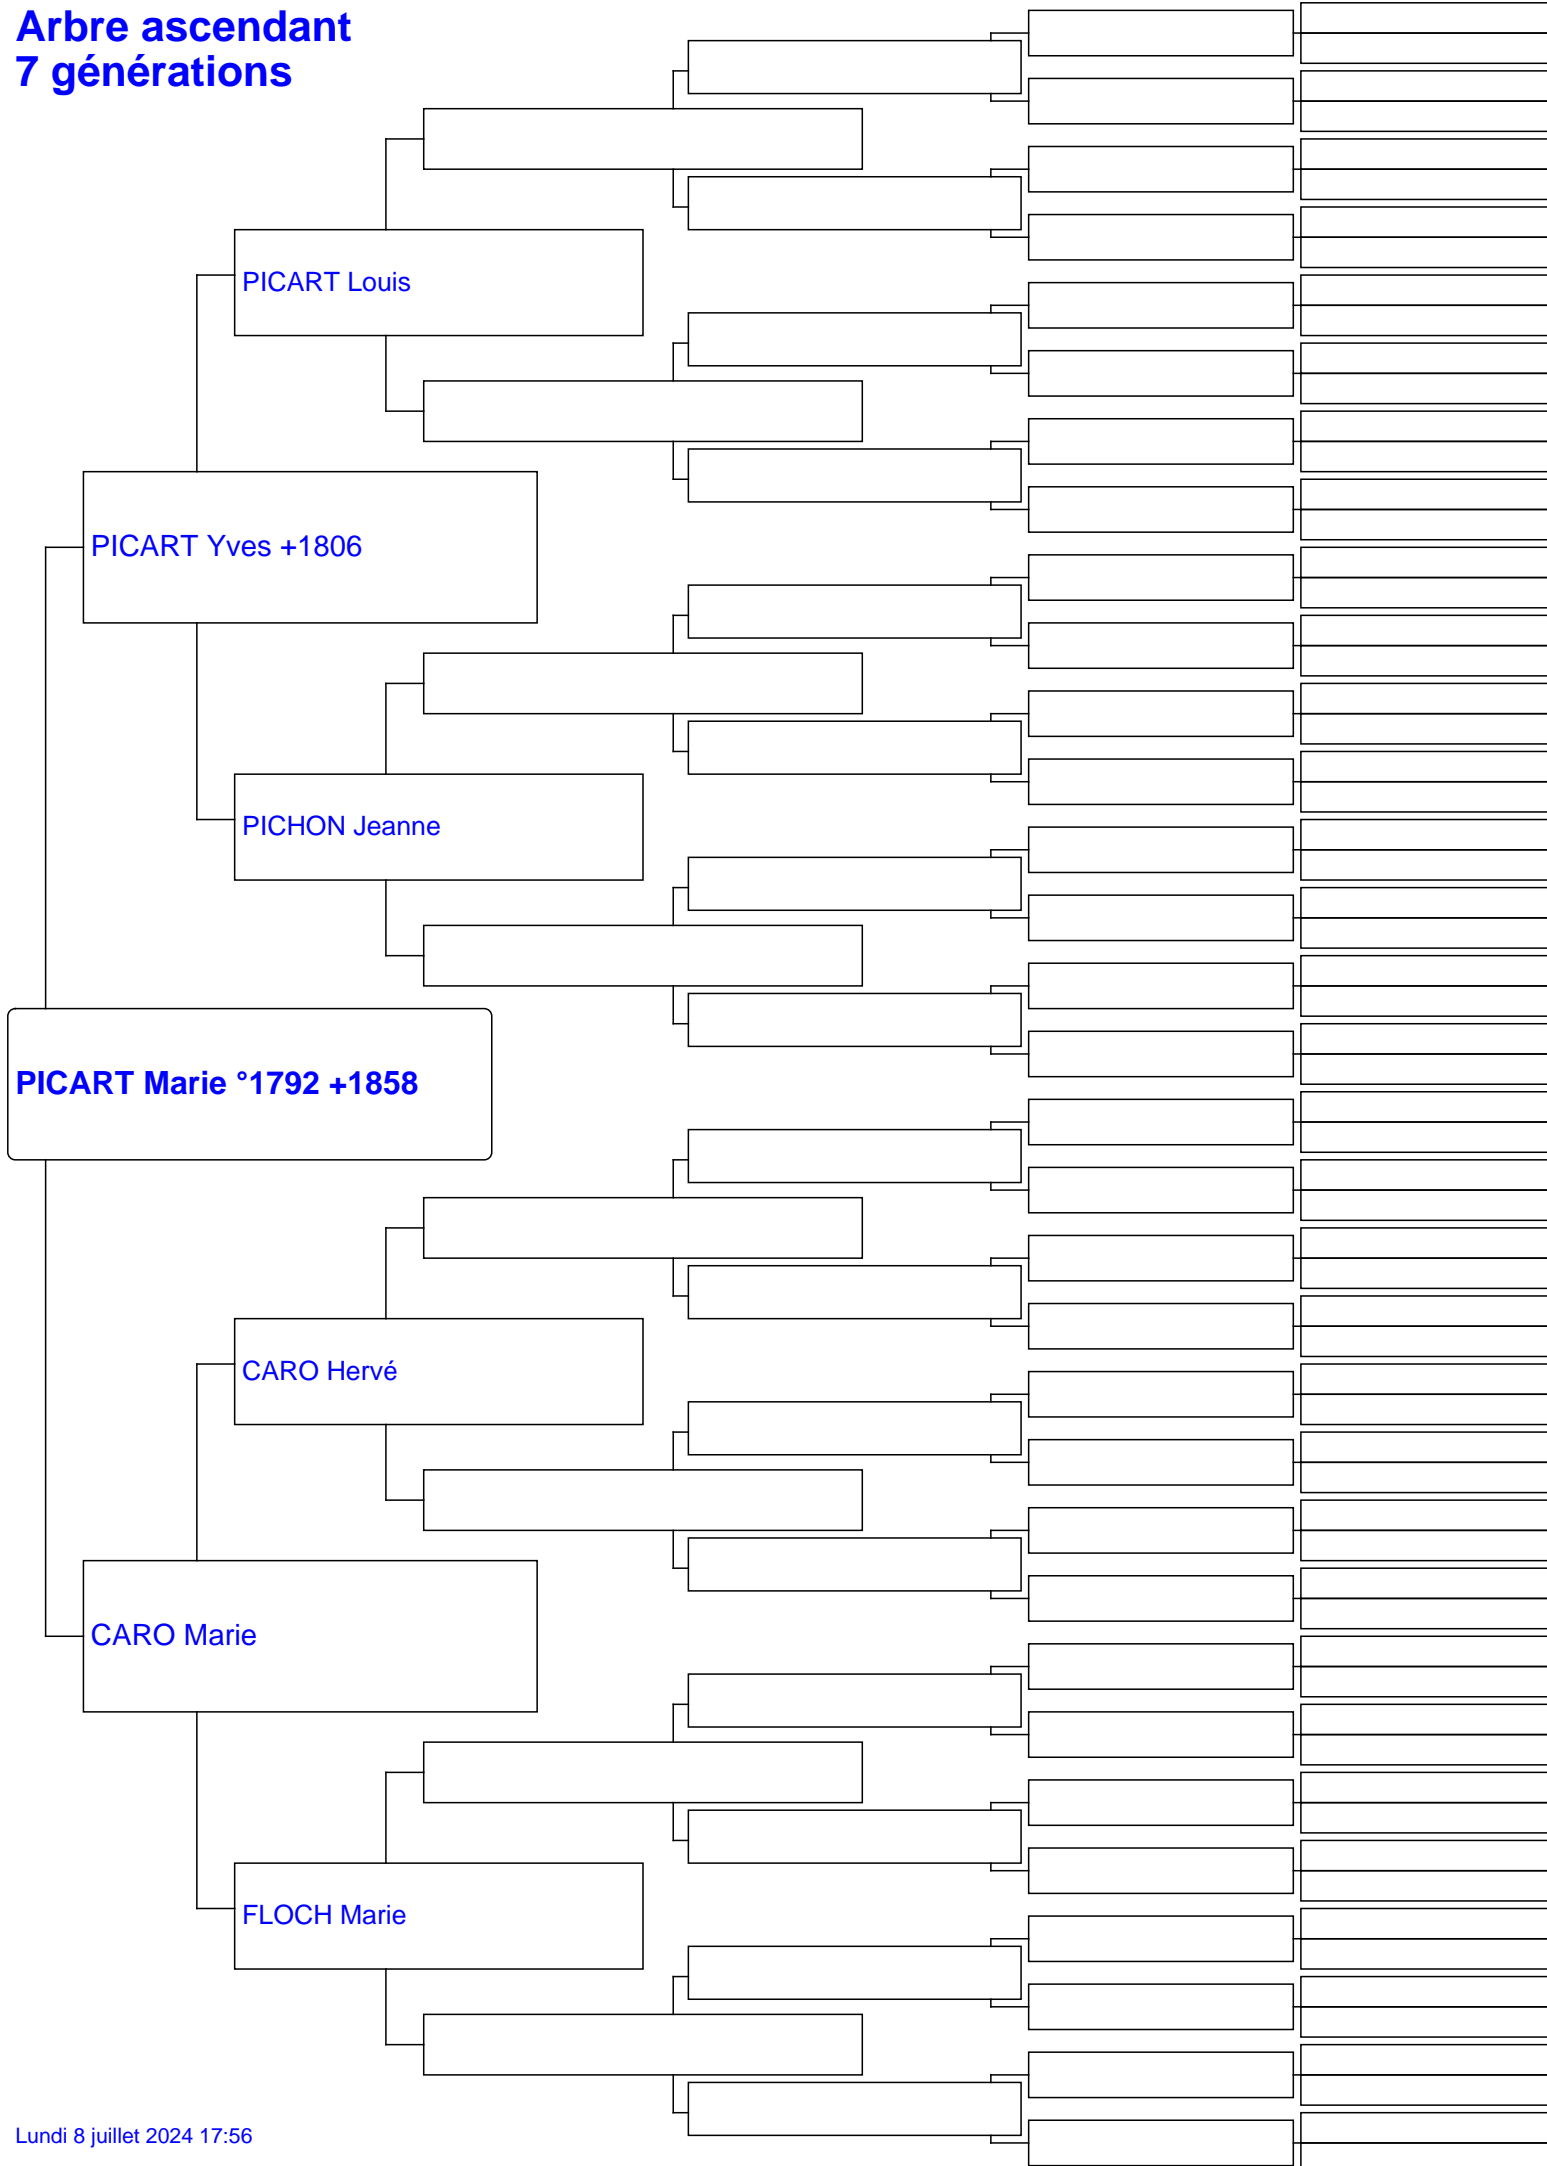 Arbre ascendant
7 générations
PICART Louis
PICART Yves +1806
PICHON Jeanne
PICART Marie °1792 +1858
CARO Hervé
CARO Marie
FLOCH Marie
Lundi 8 juillet 2024 17:56